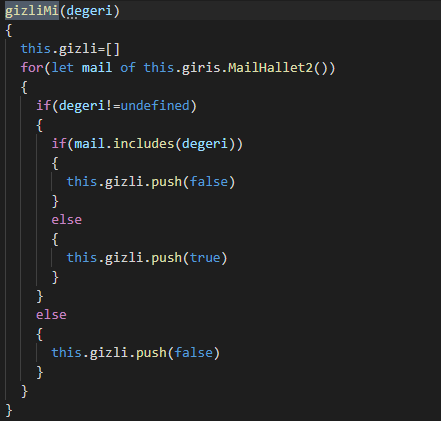 gizliMi(degeri)
{
  this.gizli=[]
  for(let mail of this.giris.MailHallet2())
  {
    if(degeri!=undefined)
    {
      if(mail.includes(degeri))
      {
        this.gizli.push(false)
      }
      else
      {
        this.gizli.push(true)
      }
    }
    else
    {
      this.gizli.push(false)
    }
  }
}